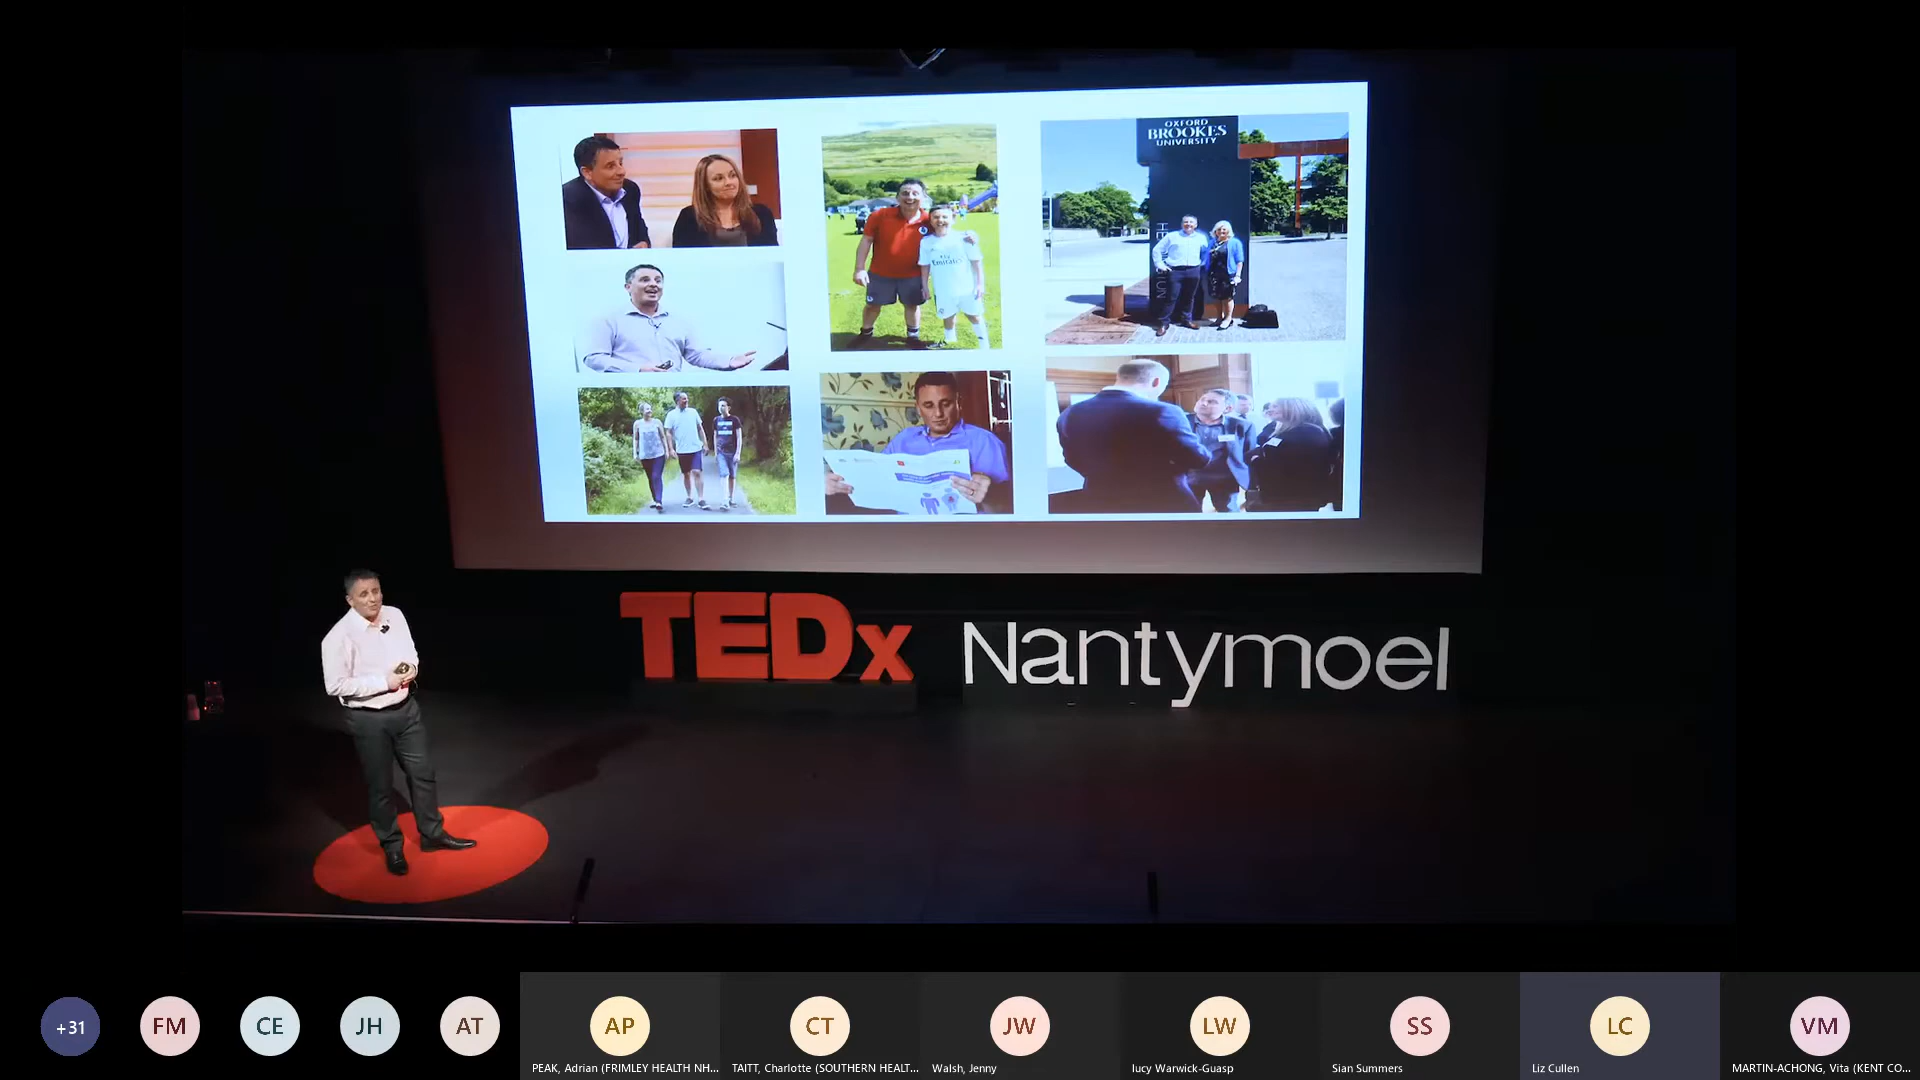 OXFORD
BROOKES
UNIVERSITY
Fly
Emirates
TEDx Nantymoel
+31
FM
CE
JH
AT
AP
CT
JW
LW
SS
LC
VM
PEAK, Adrian (FRIMLEY HEALTH NH...
TAITT, Charlotte (SOUTHERN HEALT...
Walsh, Jenny
lucy Warwick-Guasp
Sian Summers
Liz Cullen
MARTIN-ACHONG, Vita (KENT CO...